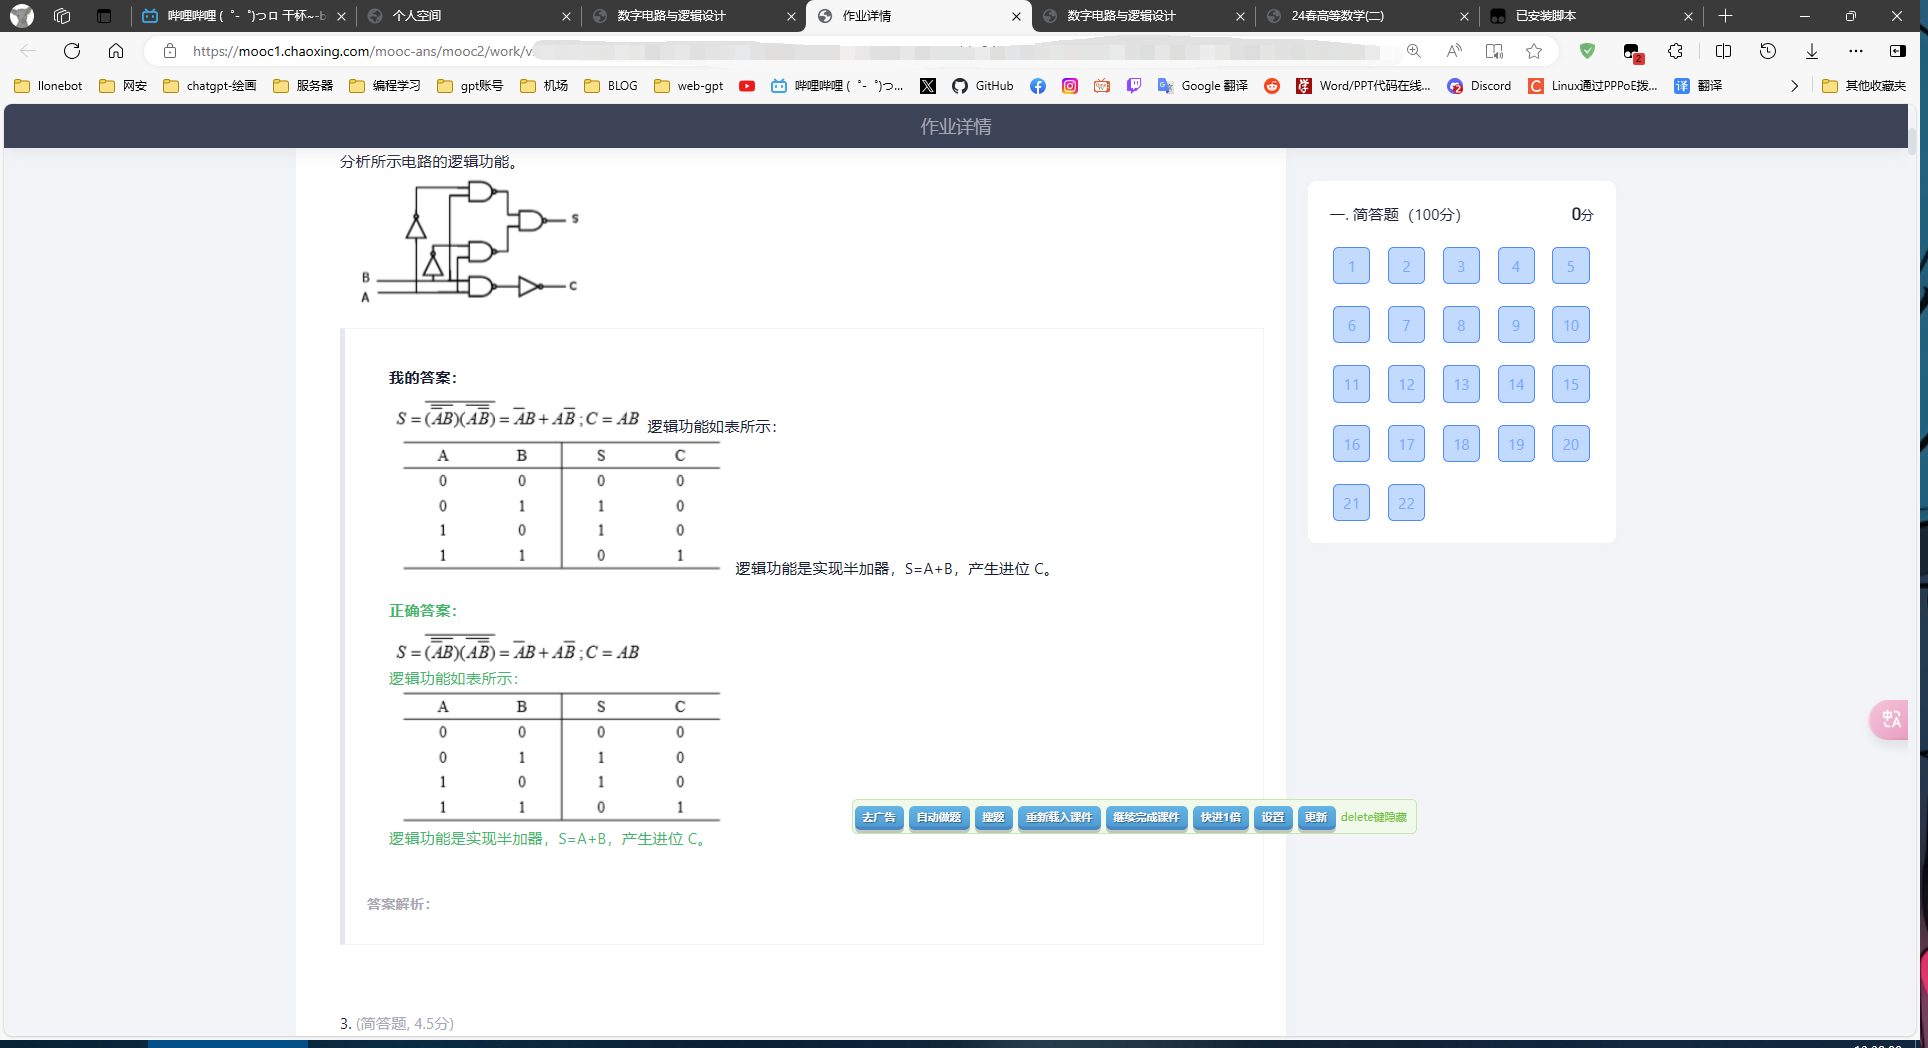 哔哩哔哩 (゜-゜)つロ 干杯~-b
个人空间
数字电路与逻辑设计
作业详情
数字电路与逻辑设计
24春高等数学(二)
已安装脚本
https://mooc1.chaoxing.com/mooc-ans/mooc2/work/v
2
llonebot
网安
chatgpt-绘画
服务器
编程学习
gpt账号
机场
BLOG
web-gpt
哔哩哔哩 (゜-゜)つ...
GitHub
Google 翻译
Word/PPT代码在线...
Discord
Linux通过PPPoE拨...
译 翻译
其他收藏夹
作业详情
分析所示电路的逻辑功能。
S
B
A
C
我的答案：
S = \overline{(\overline{\overline{A}B})(\overline{A\overline{B}})} = \overline{A}B + A\overline{B} ; C = AB 逻辑功能如表所示：
A B S C
0 0 0 0
0 1 1 0
1 0 1 0
1 1 0 1
逻辑功能是实现半加器，S=A+B，产生进位 C。
正确答案：
S = \overline{(\overline{\overline{A}B})(\overline{A\overline{B}})} = \overline{A}B + A\overline{B} ; C = AB
逻辑功能如表所示：
A B S C
0 0 0 0
0 1 1 0
1 0 1 0
1 1 0 1
逻辑功能是实现半加器，S=A+B，产生进位 C。
答案解析：
3. (简答题, 4.5分)
一. 简答题（100分） 0分
1 2 3 4 5
6 7 8 9 10
11 12 13 14 15
16 17 18 19 20
21 22
去广告 自动做题 搜题 重新载入课件 继续完成课件 快进1倍 设置 更新 delete键隐藏